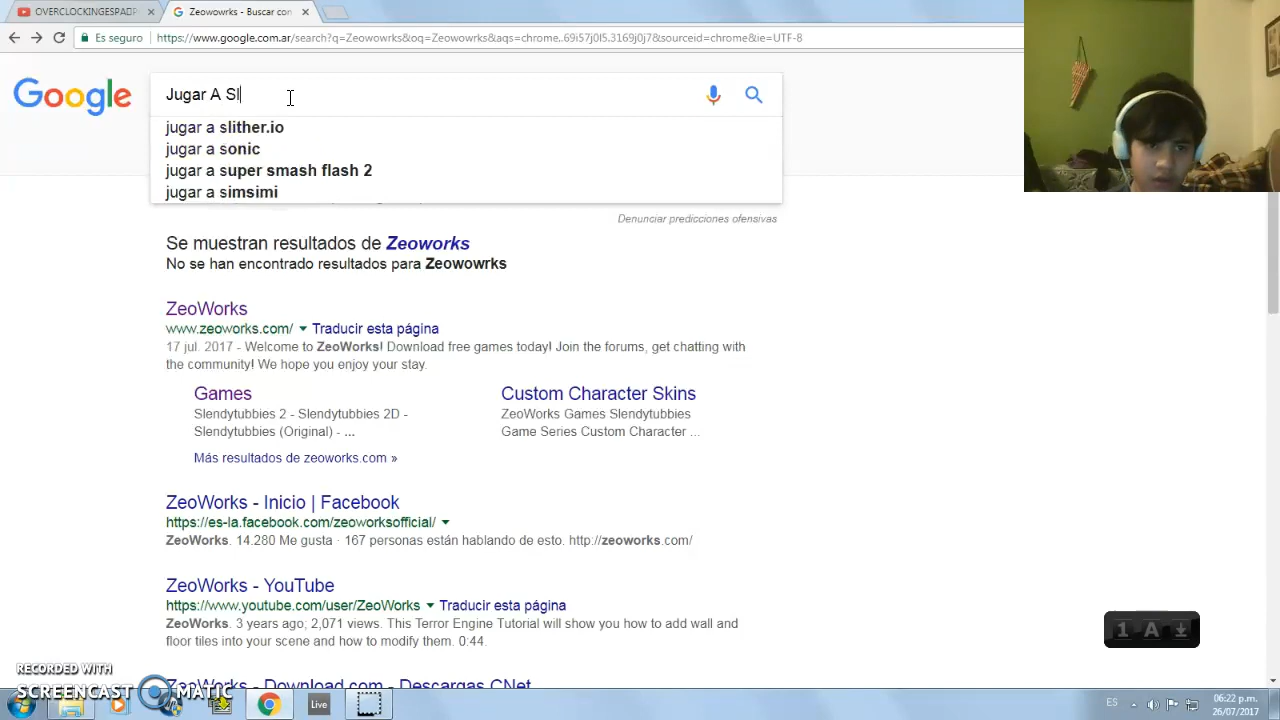 OVERCLOCKINGESPADP
Zeowowrks - Buscar con
Es seguro
https://www.google.com.ar/search?q=Zeowowrks&oq=Zeowowrks&aqs=chrome..69i57j0l5.3169j0j7&sourceid=chrome&ie=UTF-8
Google
Jugar A Sl
jugar a slither.io
jugar a sonic
jugar a super smash flash 2
jugar a simsimi
Denunciar predicciones ofensivas
Se muestran resultados de Zeoworks
No se han encontrado resultados para Zeowowrks
ZeoWorks
www.zeoworks.com/ Traducir esta página
17 jul. 2017 - Welcome to ZeoWorks! Download free games today! Join the forums, get chatting with
the community! We hope you enjoy your stay.
Games
Slendytubbies 2 - Slendytubbies 2D -
Slendytubbies (Original) - ...
Custom Character Skins
ZeoWorks Games Slendytubbies
Game Series Custom Character ...
Más resultados de zeoworks.com »
ZeoWorks - Inicio | Facebook
https://es-la.facebook.com/zeoworksofficial/
ZeoWorks. 14.280 Me gusta · 167 personas están hablando de esto. http://zeoworks.com/
ZeoWorks - YouTube
https://www.youtube.com/user/ZeoWorks Traducir esta página
ZeoWorks. 3 years ago; 2,071 views. This Terror Engine Tutorial will show you how to add wall and
floor tiles into your scene and how to modify them. 0:44.
ZeoWorks - Download.com - Descargas CNet
1 A
RECORDED WITH
SCREENCAST MATIC
Live
ES
06:22 p.m.
26/07/2017